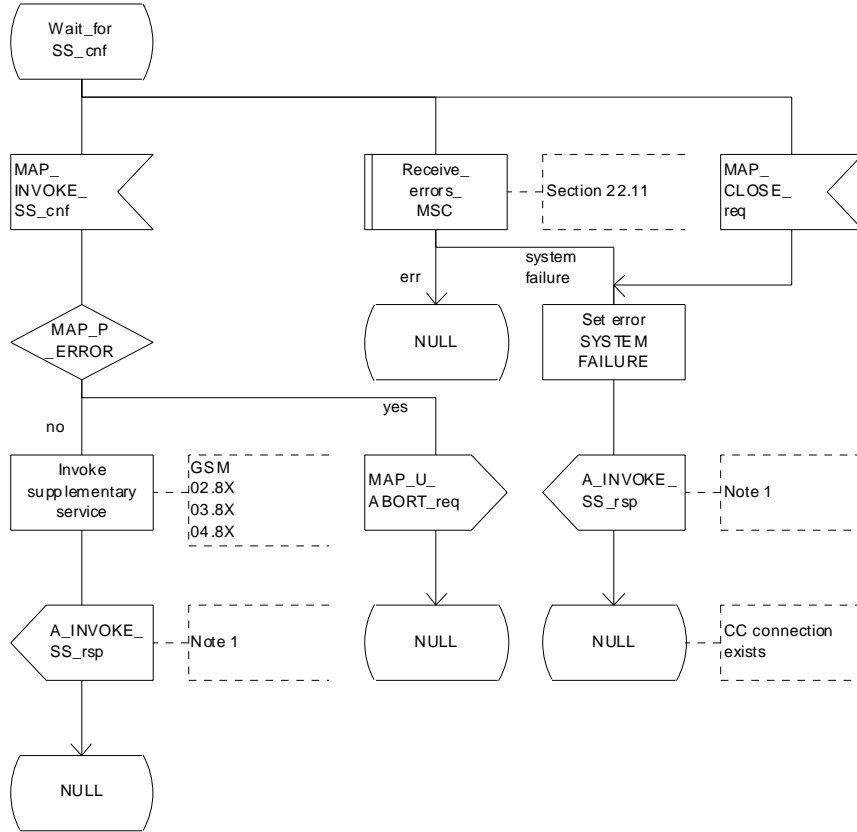 Wait_for
SS_cnf
MAP_
INVOKE_
SS_cnf
Receive_
errors_
MSC
Section 22.11
MAP_
CLOSE_
req
err
system
failure
MAP_P
_ERROR
NULL
Set error
SYSTEM
FAILURE
no
yes
Invoke
supplementary
service
GSM
02.8X
03.8X
04.8X
MAP_U_
ABORT_req
A_INVOKE_
SS_rsp
Note 1
A_INVOKE_
SS_rsp
Note 1
NULL
NULL
CC connection
exists
NULL